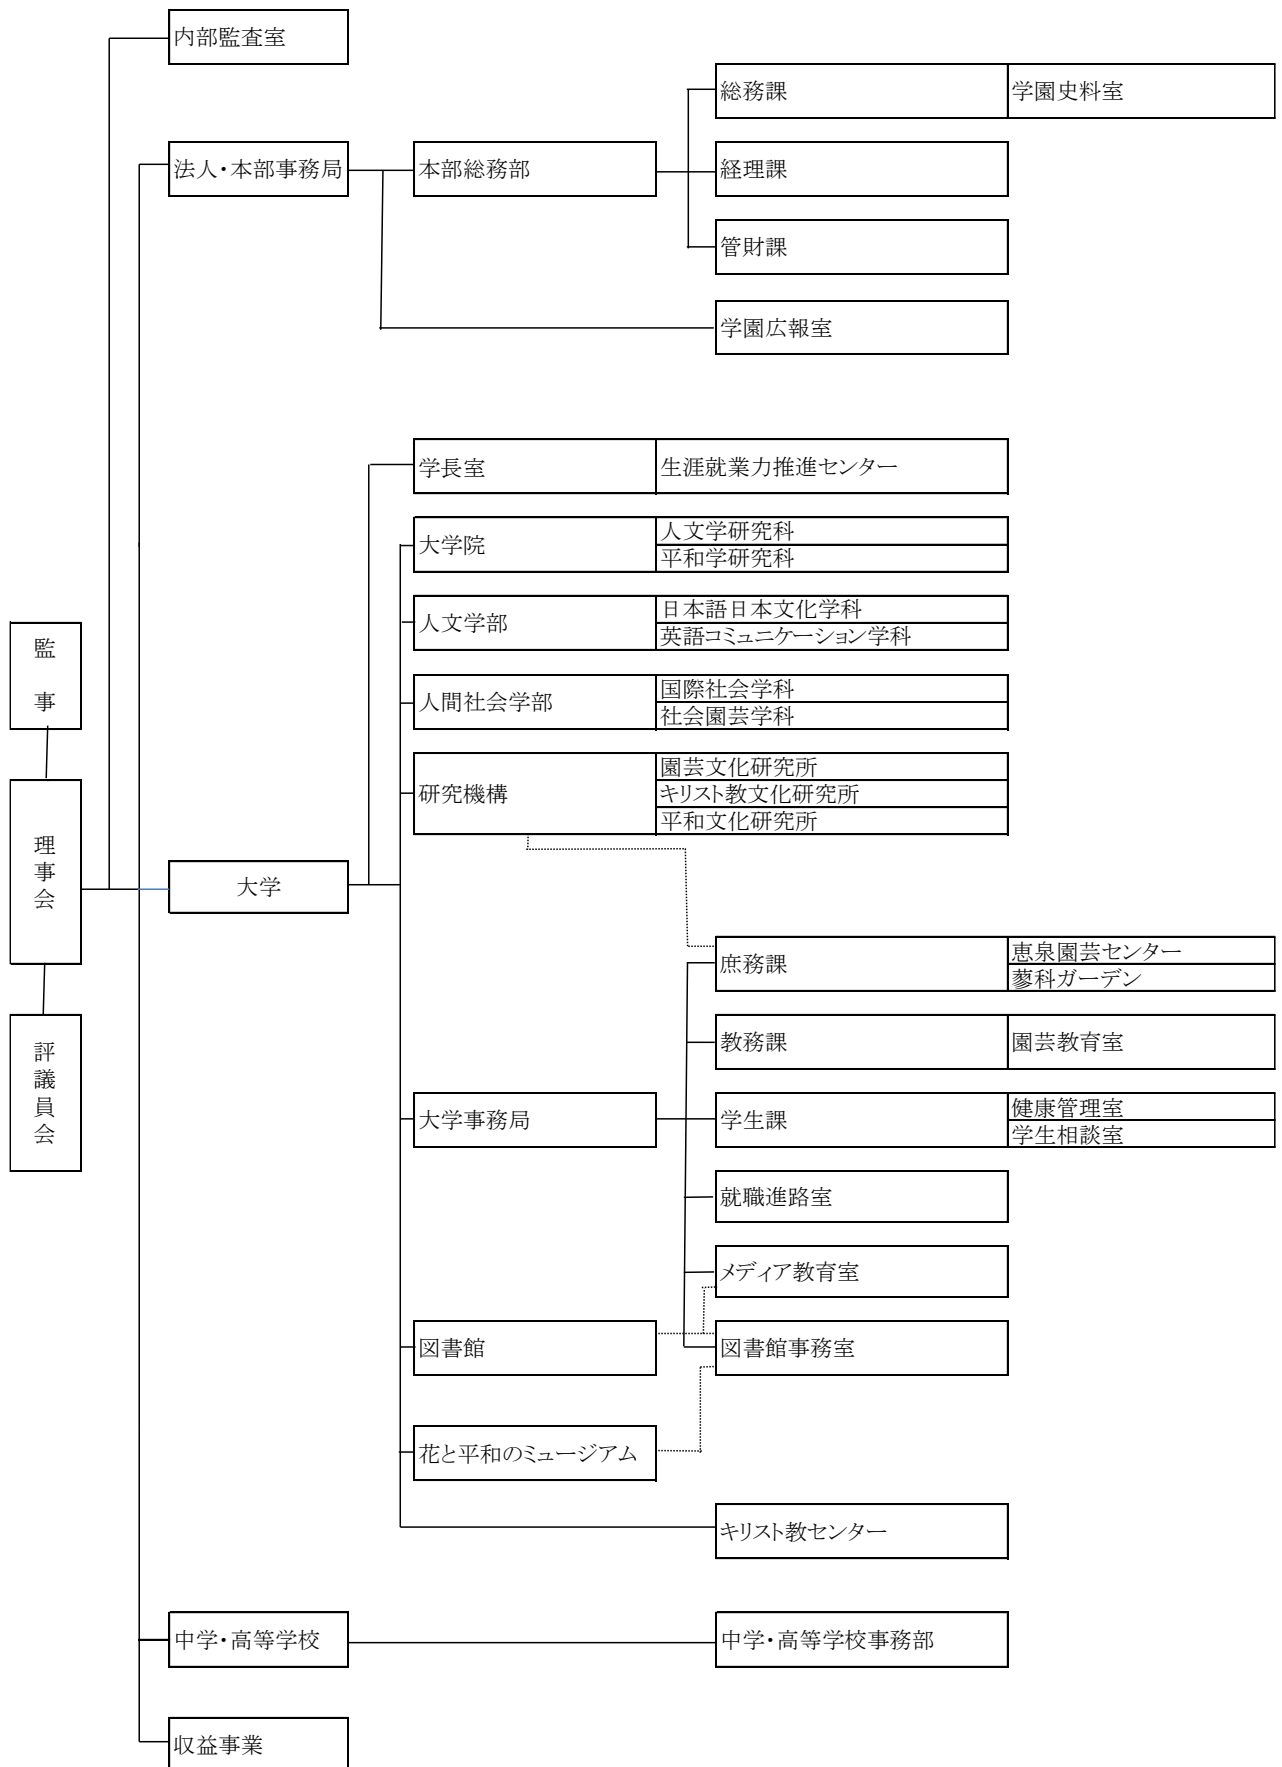 内部監査室
総務課
学園史料室
法人・本部事務局
本部総務部
経理課
管財課
学園広報室
学長室
生涯就業力推進センター
大学院
人文学研究科
平和学研究科
人文学部
日本語日本文化学科
英語コミュニケーション学科
監事
人間社会学部
国際社会学科
社会園芸学科
研究機構
園芸文化研究所
キリスト教文化研究所
平和文化研究所
理事会
大学
庶務課
恵泉園芸センター
蓼科ガーデン
評議員会
教務課
園芸教育室
大学事務局
学生課
健康管理室
学生相談室
就職進路室
メディア教育室
図書館
図書館事務室
花と平和のミュージアム
キリスト教センター
中学・高等学校
中学・高等学校事務部
収益事業